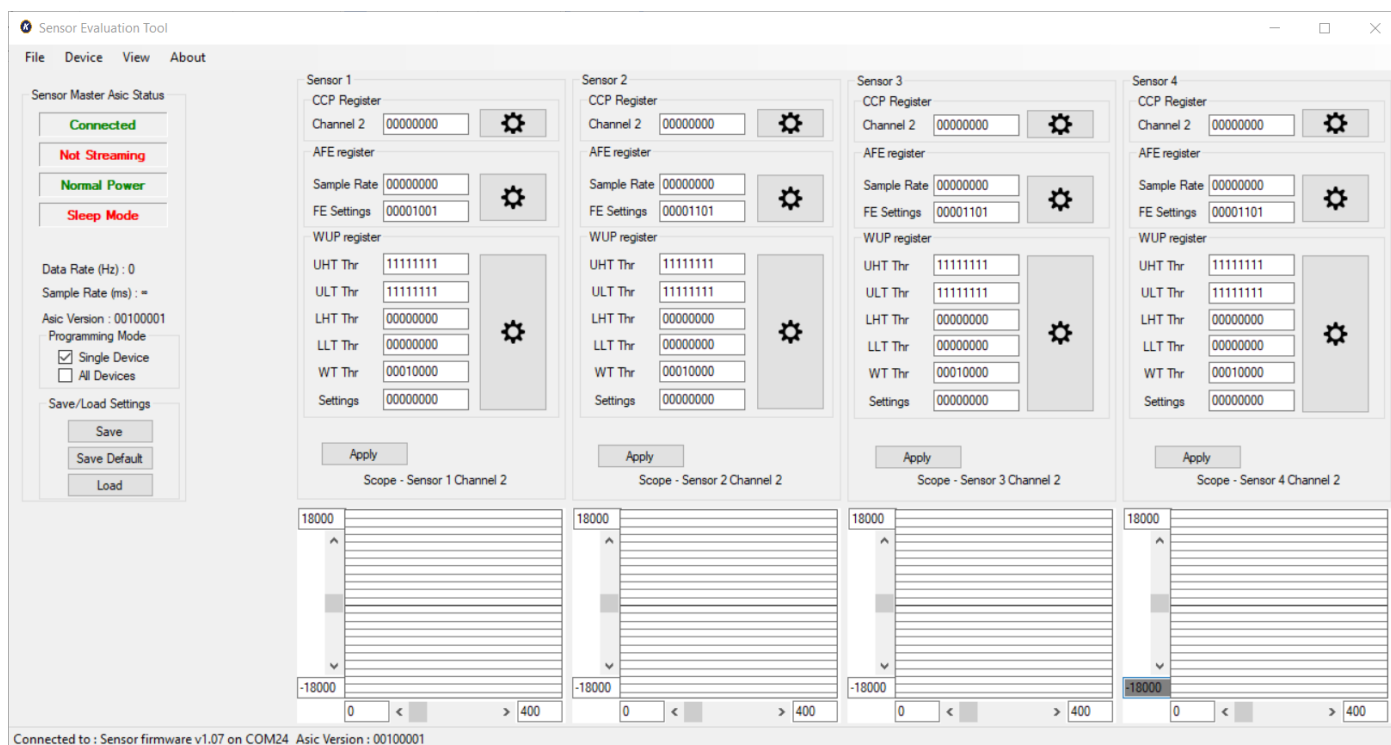 Sensor Evaluation Tool
File Device View About
Sensor Master Asic Status
Connected
Not Streaming
Normal Power
Sleep Mode
Data Rate (Hz) : 0
Sample Rate (ms) : =
Asic Version : 00100001
Programming Mode
Single Device
All Devices
Save/Load Settings
Save
Save Default
Load
Sensor 1
CCP Register
Channel 2 00000000
AFE register
Sample Rate 00000000
FE Settings 00001001
WUP register
UHT Thr 11111111
ULT Thr 11111111
LHT Thr 00000000
LLT Thr 00000000
WT Thr 00010000
Settings 00000000
Apply
Scope - Sensor 1 Channel 2
18000
-18000
0 < > 400
Sensor 2
CCP Register
Channel 2 00000000
AFE register
Sample Rate 00000000
FE Settings 00001101
WUP register
UHT Thr 11111111
ULT Thr 11111111
LHT Thr 00000000
LLT Thr 00000000
WT Thr 00010000
Settings 00000000
Apply
Scope - Sensor 2 Channel 2
18000
-18000
0 < > 400
Sensor 3
CCP Register
Channel 2 00000000
AFE register
Sample Rate 00000000
FE Settings 00001101
WUP register
UHT Thr 11111111
ULT Thr 11111111
LHT Thr 00000000
LLT Thr 00000000
WT Thr 00010000
Settings 00000000
Apply
Scope - Sensor 3 Channel 2
18000
-18000
0 < > 400
Sensor 4
CCP Register
Channel 2 00000000
AFE register
Sample Rate 00000000
FE Settings 00001101
WUP register
UHT Thr 11111111
ULT Thr 11111111
LHT Thr 00000000
LLT Thr 00000000
WT Thr 00010000
Settings 00000000
Apply
Scope - Sensor 4 Channel 2
18000
-18000
0 < > 400
Connected to : Sensor firmware v1.07 on COM24 Asic Version : 00100001